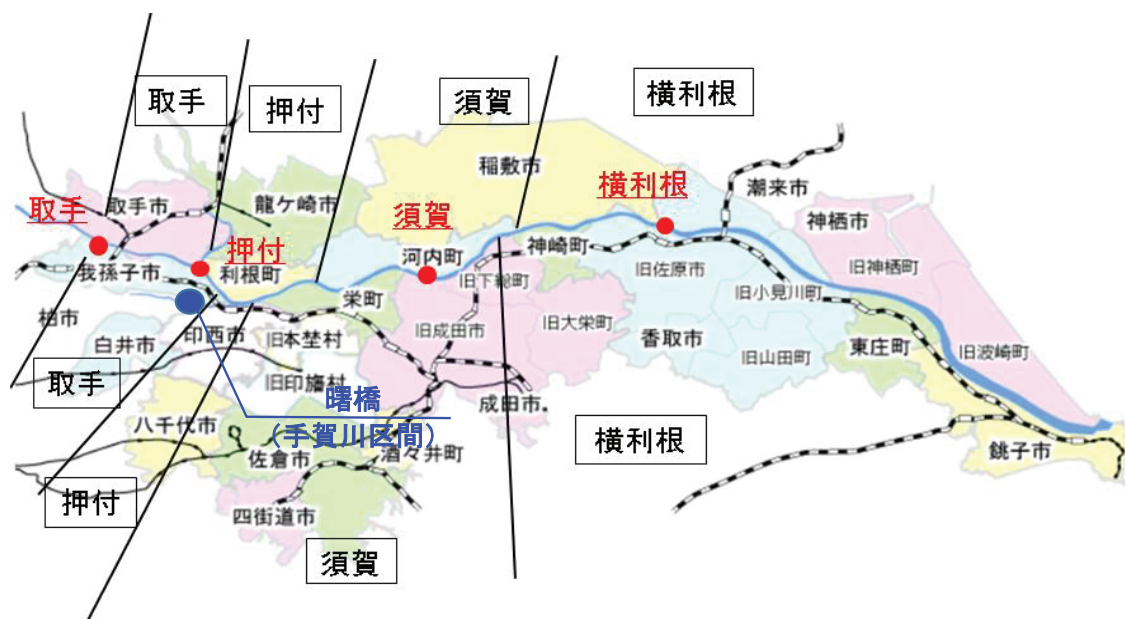 取手
押付
須賀
横利根
稲敷市
横利根
潮来市
取手
取手市
龍ケ崎市
須賀
神栖市
押付
河内町
神崎町
我孫子市
利根町
旧下総町
旧佐原市
旧神栖町
栄町
旧小見川町
柏市
印西市
旧本埜村
旧成田市
旧大栄町
香取市
白井市
旧山田町
東庄町
旧波崎町
取手
旧印旛村
曙橋
(手賀川区間)
成田市
八千代市
横利根
佐倉市
酒々井町
銚子市
押付
四街道市
須賀